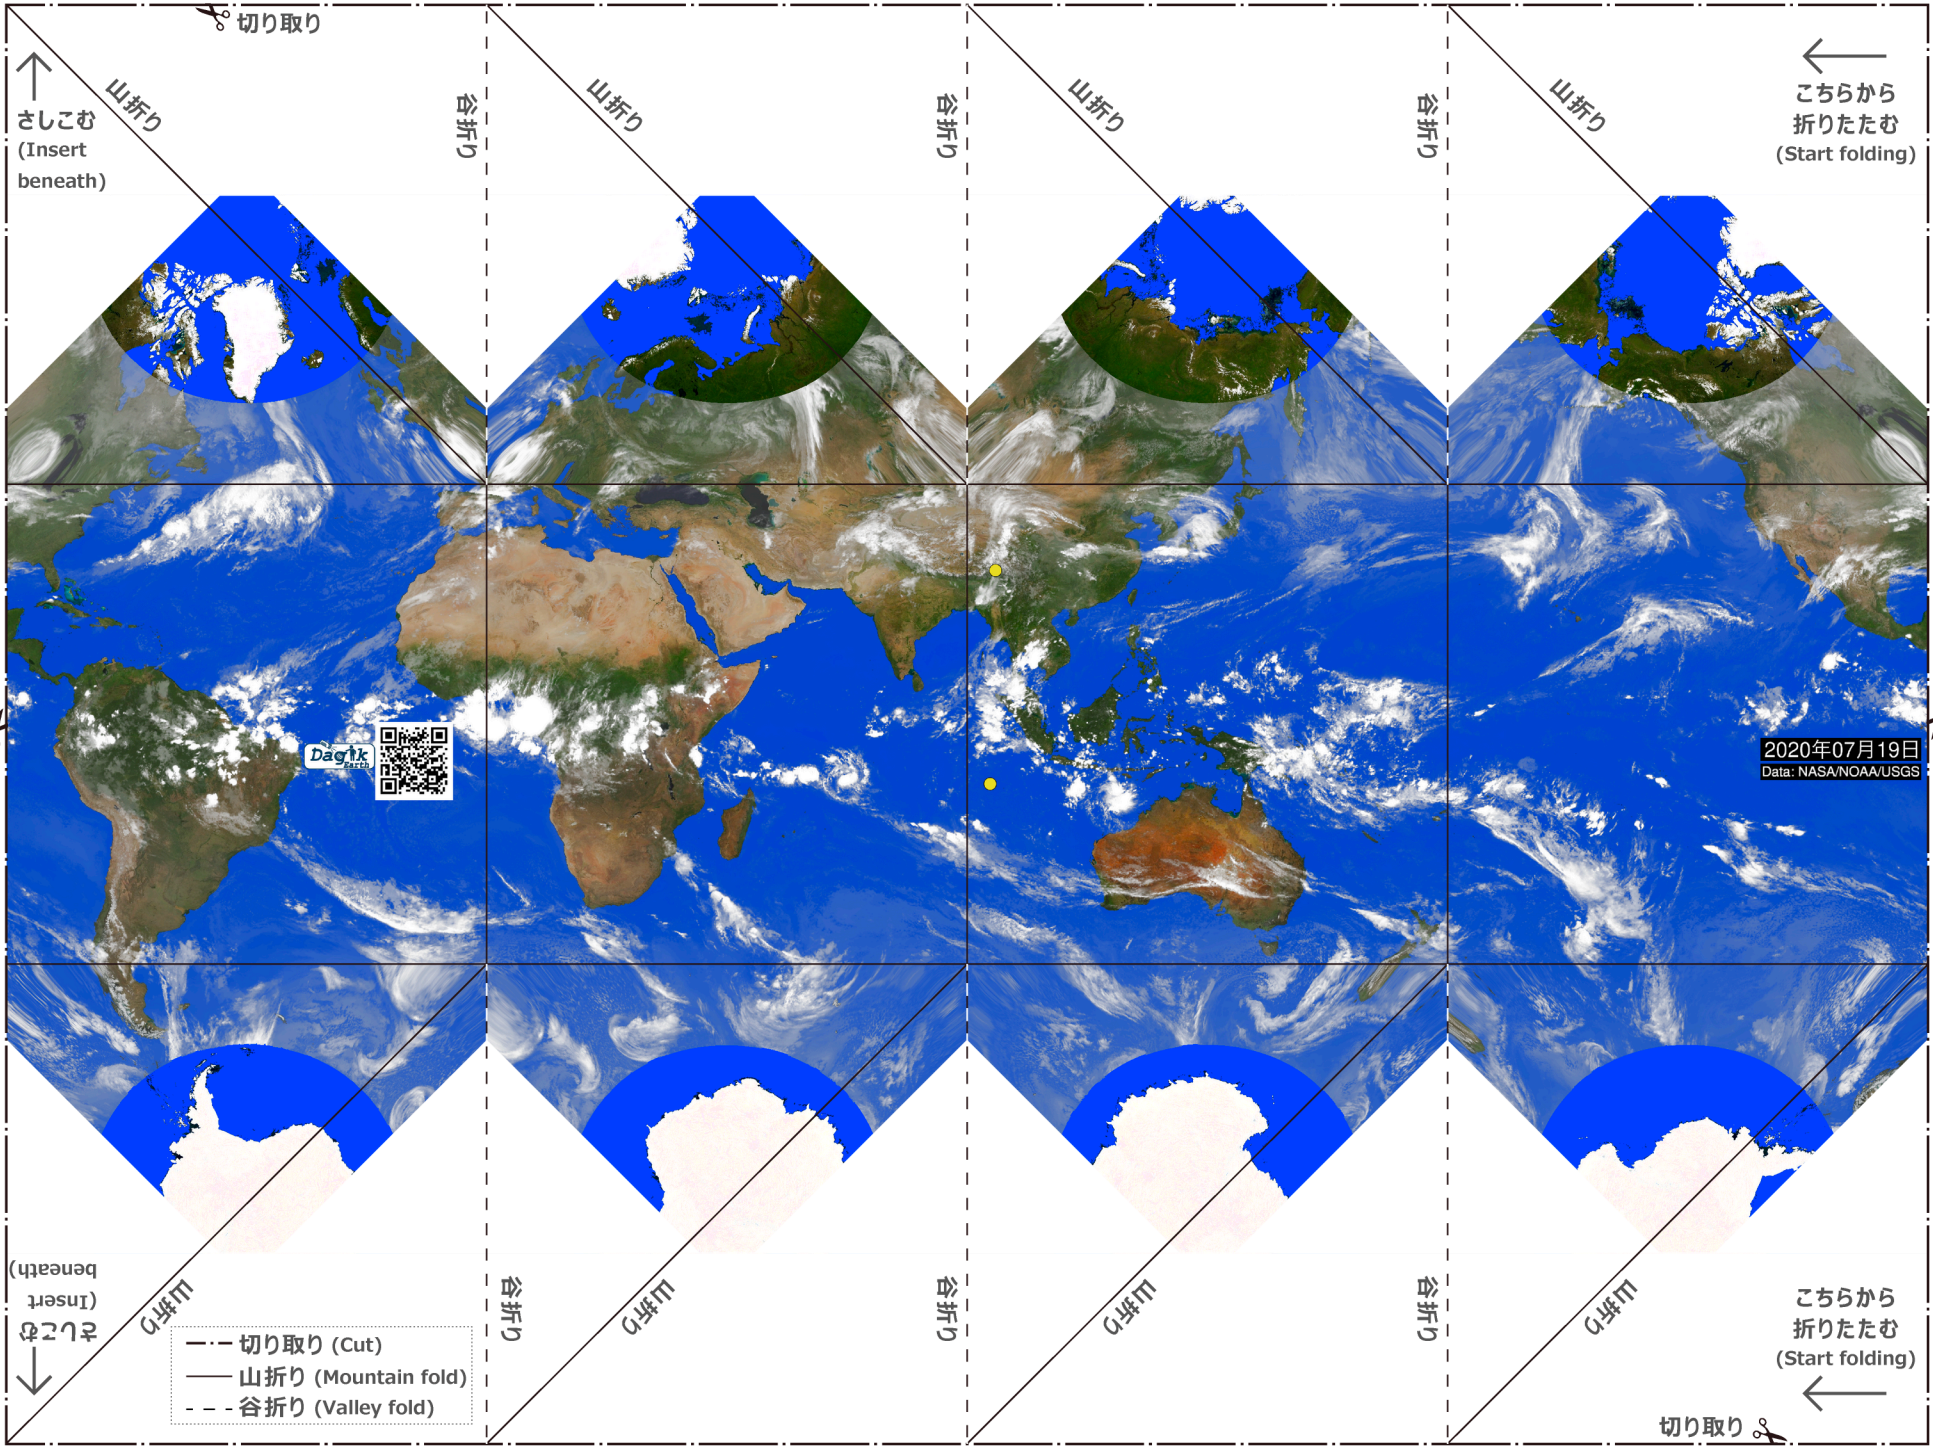 切り取り
さしこむ
(Insert
beneath)
山折り
谷折り
山折り
谷折り
山折り
谷折り
山折り
こちらから
折りたたむ
(Start folding)
Dagik
Earth
2020年07月19日
Data: NASA/NOAA/USGS
さしこむ
(Insert
beneath)
山折り
谷折り
山折り
谷折り
山折り
谷折り
山折り
こちらから
折りたたむ
(Start folding)
切り取り (Cut)
山折り (Mountain fold)
谷折り (Valley fold)
切り取り